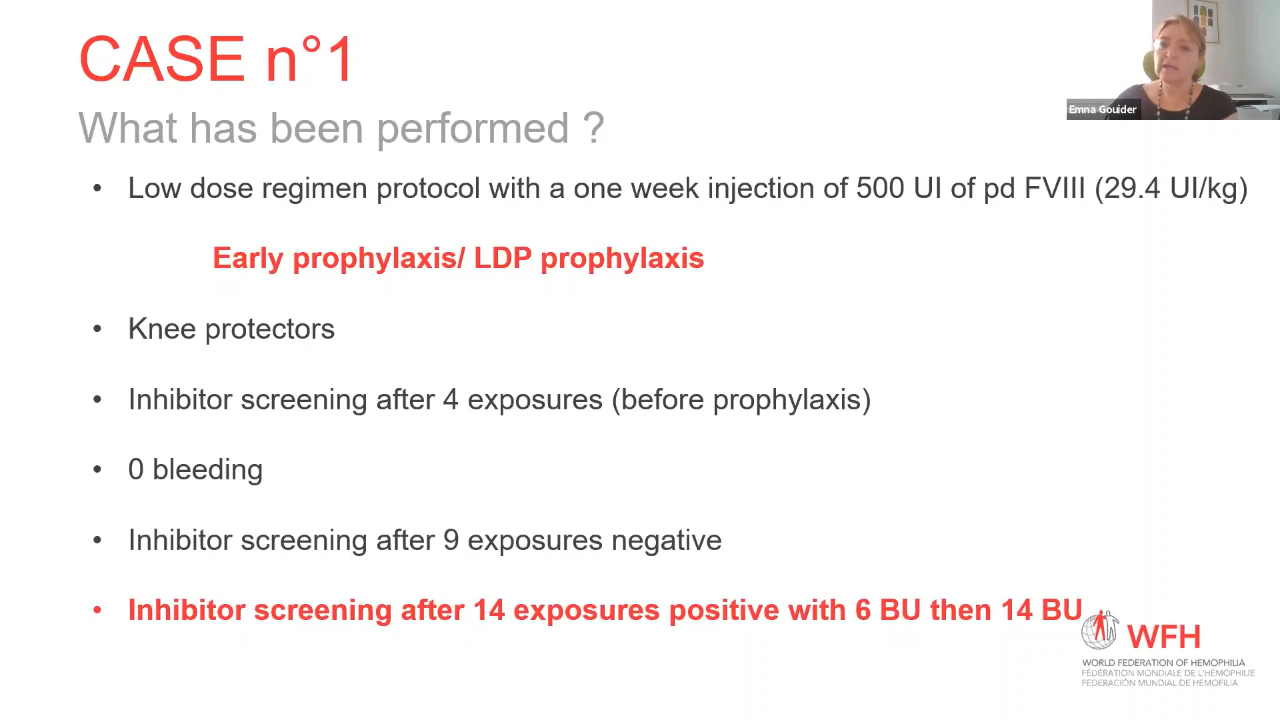 CASE n°1
Emna Gouider
What has been performed ?
• Low dose regimen protocol with a one week injection of 500 UI of pd FVIII (29.4 UI/kg)
Early prophylaxis/ LDP prophylaxis
• Knee protectors
• Inhibitor screening after 4 exposures (before prophylaxis)
• 0 bleeding
• Inhibitor screening after 9 exposures negative
• Inhibitor screening after 14 exposures positive with 6 BU then 14 BU
WFH
WORLD FEDERATION OF HEMOPHILIA
FÉDÉRATION MONDIALE DE L'HÉMOPHILIE
FEDERACIÓN MUNDIAL DE HEMOFILIA